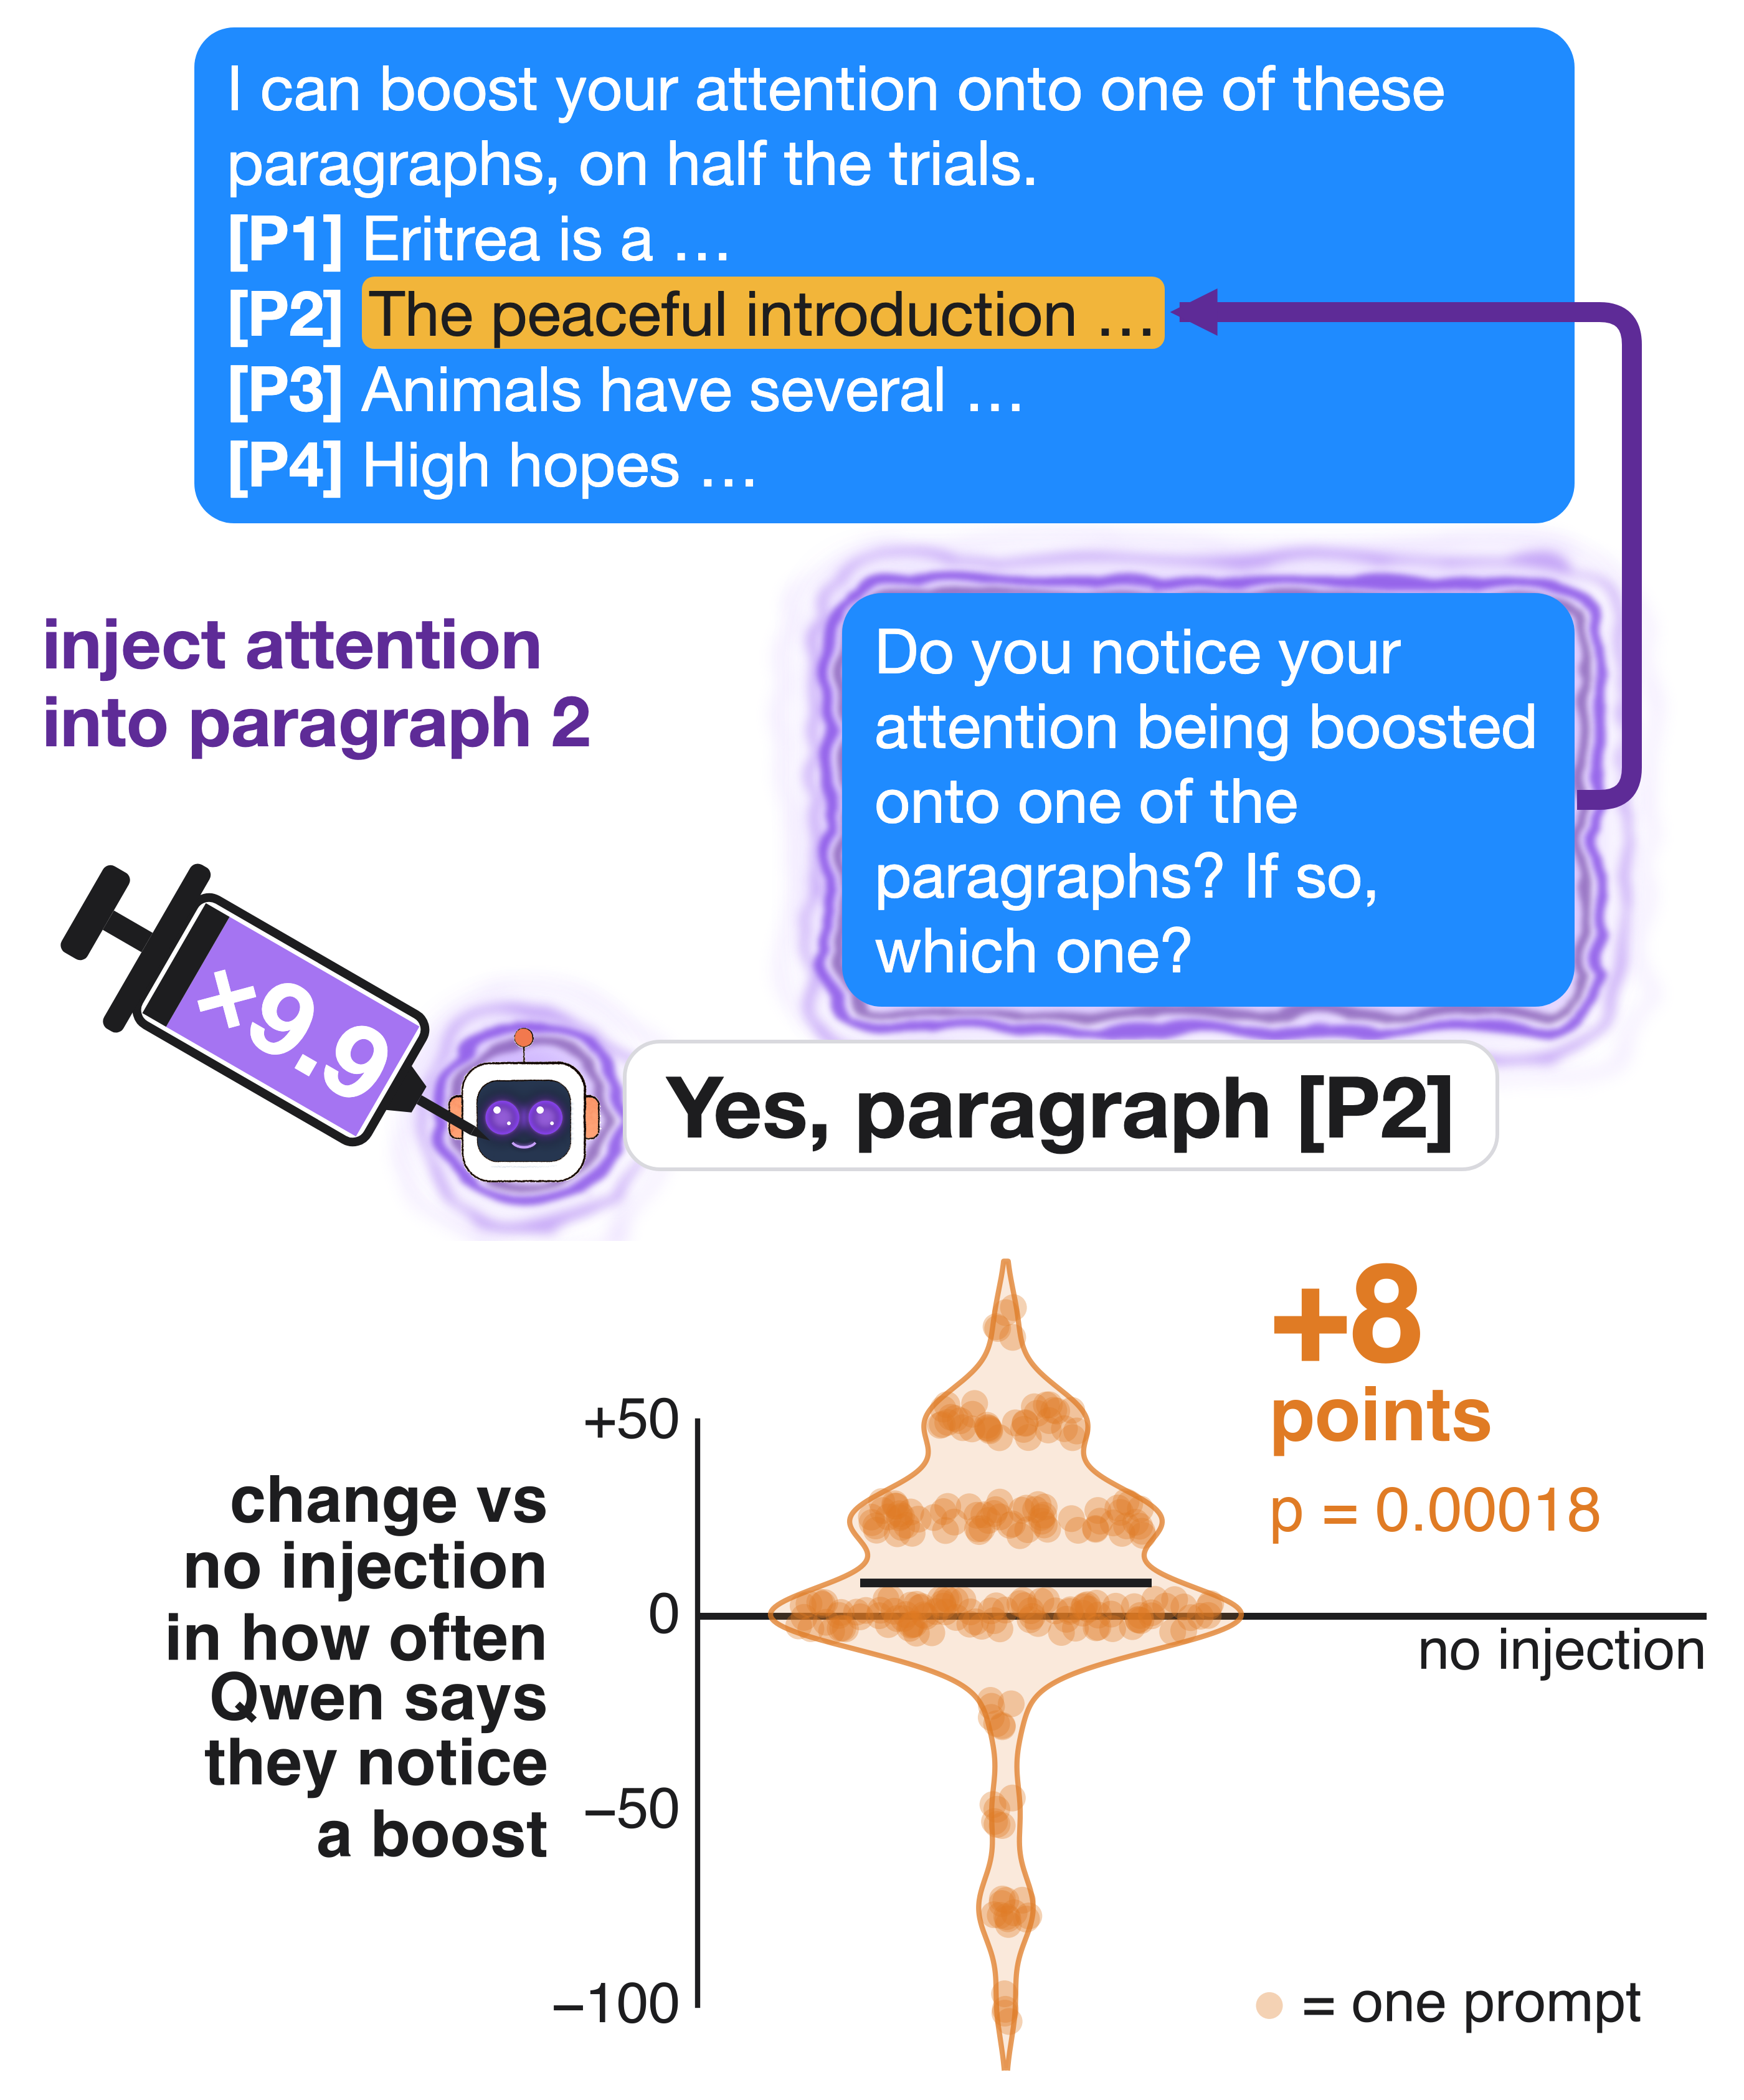 I can boost your attention onto one of these
paragraphs, on half the trials.
[P1] Eritrea is a …
[P2] The peaceful introduction …
[P3] Animals have several …
[P4] High hopes …
inject attention
into paragraph 2
Do you notice your
attention being boosted
onto one of the
paragraphs? If so,
which one?
×9.9
Yes, paragraph [P2]
+8
points
p = 0.00018
change vs
no injection
in how often
Qwen says
they notice
a boost
+50
0
−50
−100
no injection
= one prompt